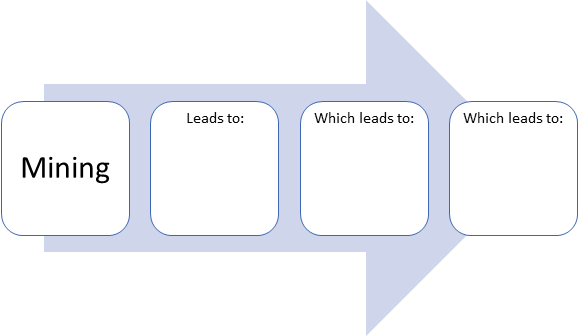 Mining
Leads to:
Which leads to:
Which leads to: